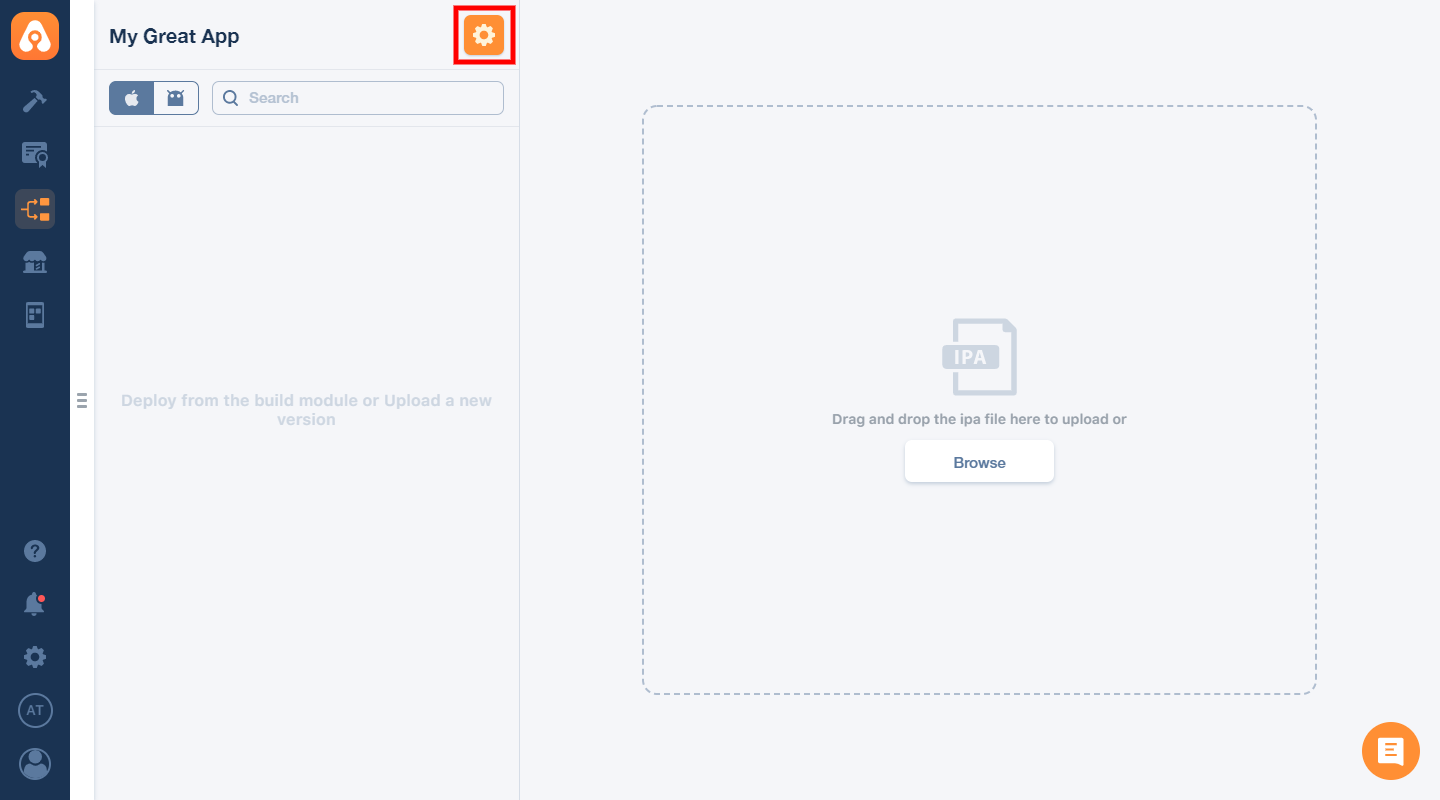 My Great App
Search
Deploy from the build module or Upload a new
version
IPA
Drag and drop the ipa file here to upload or
Browse
?
AT